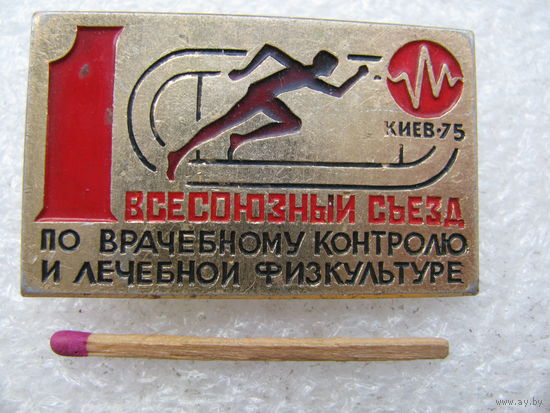 1
КИЕВ·75
ВСЕСОЮЗНЫЙ СЪЕЗД
ПО ВРАЧЕБНОМУ КОНТРОЛЮ
И ЛЕЧЕБНОЙ ФИЗКУЛЬТУРЕ
www.ay.by